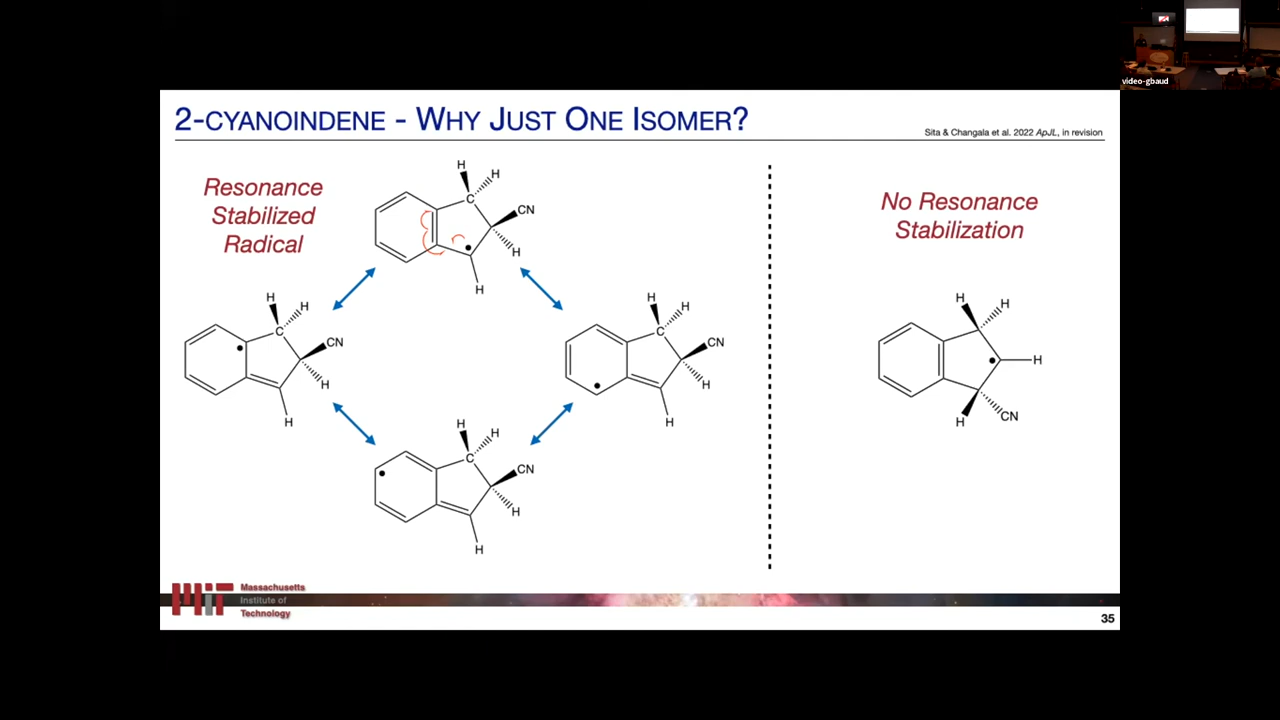 video-gbaud
2-CYANOINDENE - WHY JUST ONE ISOMER?
Sita & Changala et al. 2022 ApJL, in revision
Resonance
Stabilized
Radical
No Resonance
Stabilization
H
H
CN
H
H
H
H
C
CN
H
H
H
H
C
CN
H
H
H
H
C
CN
H
H
H
H
H
H
CN
Massachusetts
Institute of
Technology
35